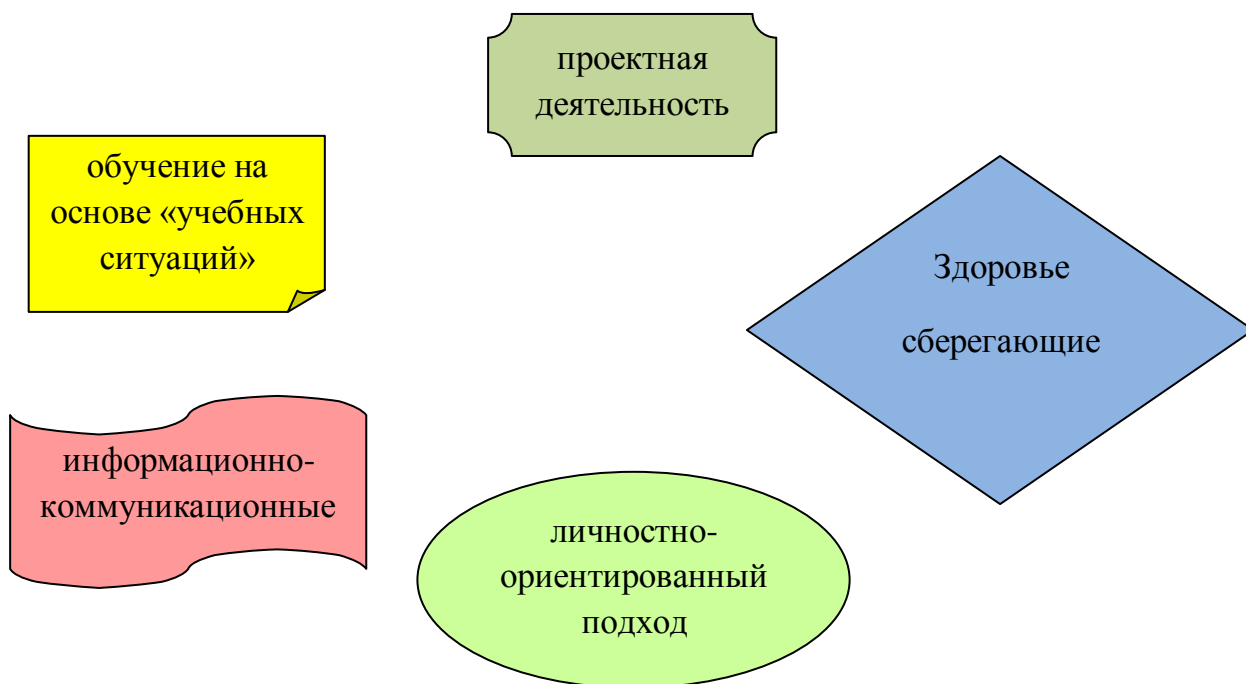 проектная
деятельность
обучение на
основе «учебных
ситуаций»
Здоровье
сберегающие
информационно-
коммуникационные
личностно-
ориентированный
подход